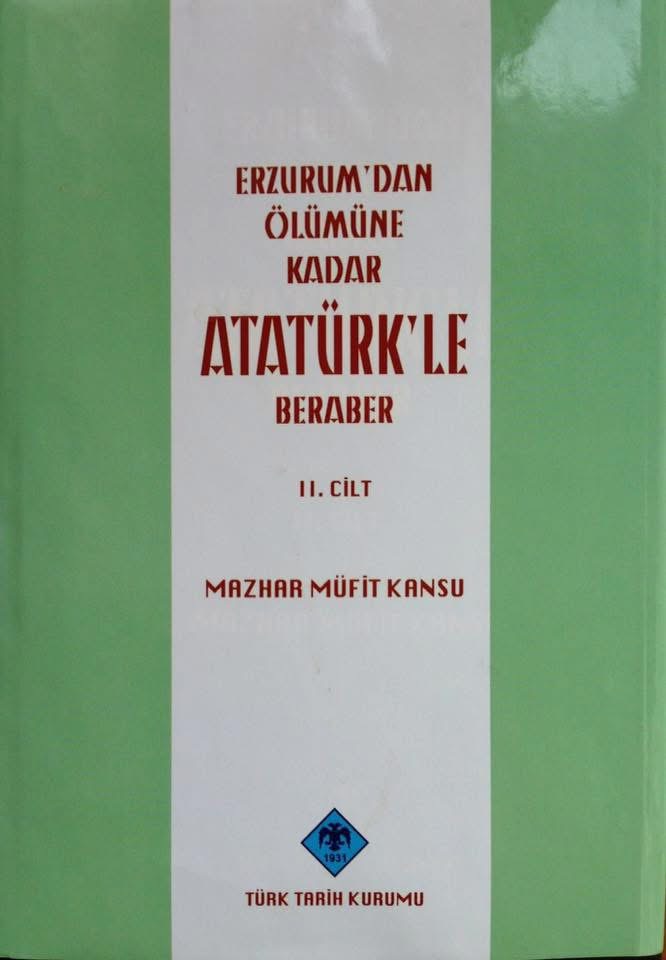 ERZURUM'DAN
ÖLÜMÜNE
KADAR
ATATÜRK'LE
BERABER
II. CİLT
MAZHAR MÜFİT KANSU
1931
TÜRK TARİH KURUMU